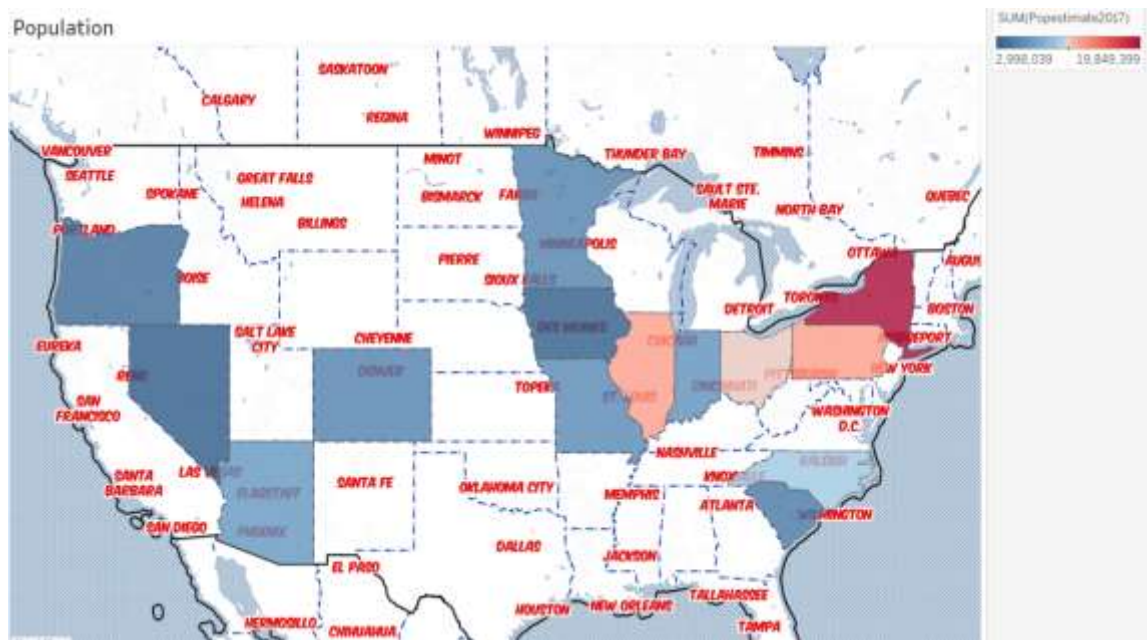 Population
SUM(Popestimate2017)
2,998,039 19,849,399
SASKATOON
CALGARY
REGINA
WINNIPEG
VANCOUVER
SEATTLE
SPOKANE
GREAT FALLS
HELENA
BILLINGS
MINOT
BISMARCK
FARGO
THUNDER BAY
TIMMINS
SAULT STE.
MARIE
NORTH BAY
QUEBEC
PORTLAND
BOISE
PIERRE
SIOUX FALLS
MINNEAPOLIS
OTTAWA
AUGUS
TORONTO
DETROIT
BOSTON
EUREKA
SALT LAKE
CITY
CHEYENNE
DES MOINES
CHICAGO
NEW YORK
RENO
DENVER
TOPEKA
ST. LOUIS
CINCINNATI
PITTSBURGH
SAN
FRANCISCO
WASHINGTON
D.C.
LAS VEGAS
SANTA
BARBARA
FLAGSTAFF
SANTA FE
OKLAHOMA CITY
NASHVILLE
KNOXVILLE
RALEIGH
MEMPHIS
ATLANTA
WILMINGTON
SAN DIEGO
PHOENIX
EL PASO
DALLAS
JACKSON
TALLAHASSEE
HERMOSILLO
CHIHUAHUA
HOUSTON
NEW ORLEANS
TAMPA